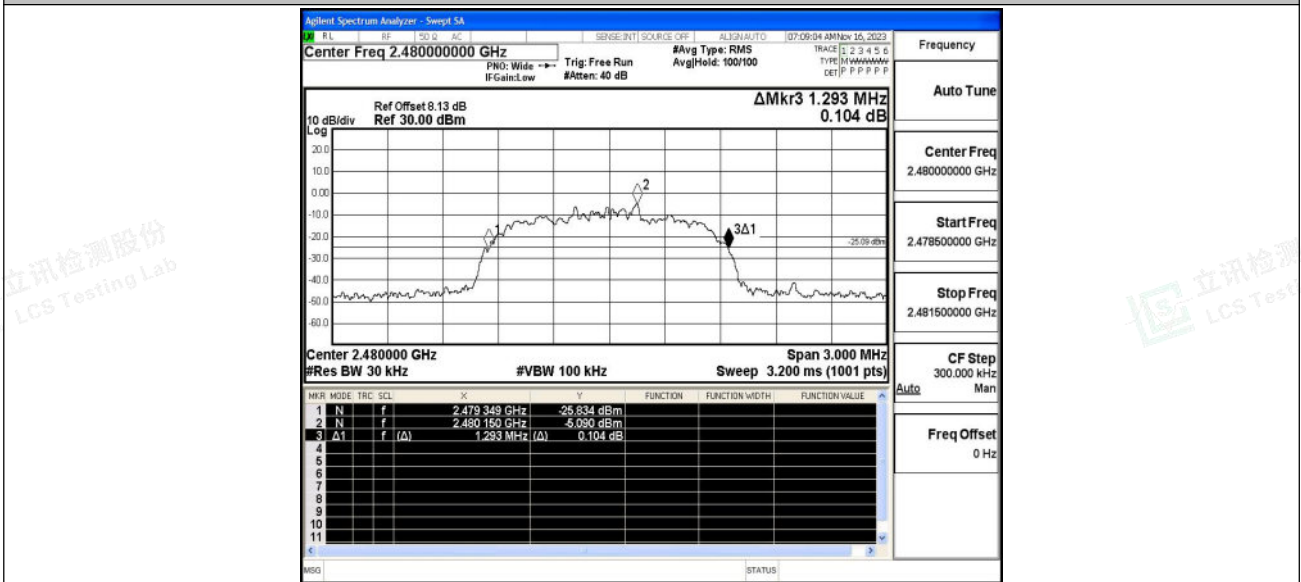 Agilent Spectrum Analyzer - Swept SA
RL RF 50 Ω AC SENSE:INT SOURCE OFF ALIGN AUTO 07:09:04 AM Nov 16, 2023
Center Freq 2.480000000 GHz
PNO: Wide
IFGain:Low
Trig: Free Run
#Atten: 40 dB
#Avg Type: RMS
Avg|Hold: 100/100
TRACE 1 2 3 4 5 6
TYPE M WWWWW
DET P P P P P P
Frequency
Auto Tune
Center Freq
2.480000000 GHz
Start Freq
2.478500000 GHz
Stop Freq
2.481500000 GHz
CF Step
300.000 kHz
Auto Man
Freq Offset
0 Hz
ΔMkr3 1.293 MHz
0.104 dB
Ref Offset 8.13 dB
10 dB/div Ref 30.00 dBm
Log
20.0
10.0
0.00
-10.0
-20.0
-30.0
-40.0
-50.0
-60.0
1
2
3Δ1
-25.09 dBm
Center 2.480000 GHz Span 3.000 MHz
#Res BW 30 kHz #VBW 100 kHz Sweep 3.200 ms (1001 pts)
MKR MODE TRC SCL X Y FUNCTION FUNCTION WIDTH FUNCTION VALUE
1 N f 2.479 349 GHz -25.834 dBm
2 N f 2.480 150 GHz -5.090 dBm
3 Δ1 f (Δ) 1.293 MHz (Δ) 0.104 dB
4
5
6
7
8
9
10
11
MSG STATUS
立讯检测股份
LCS Testing Lab
立讯检测
LCS Test